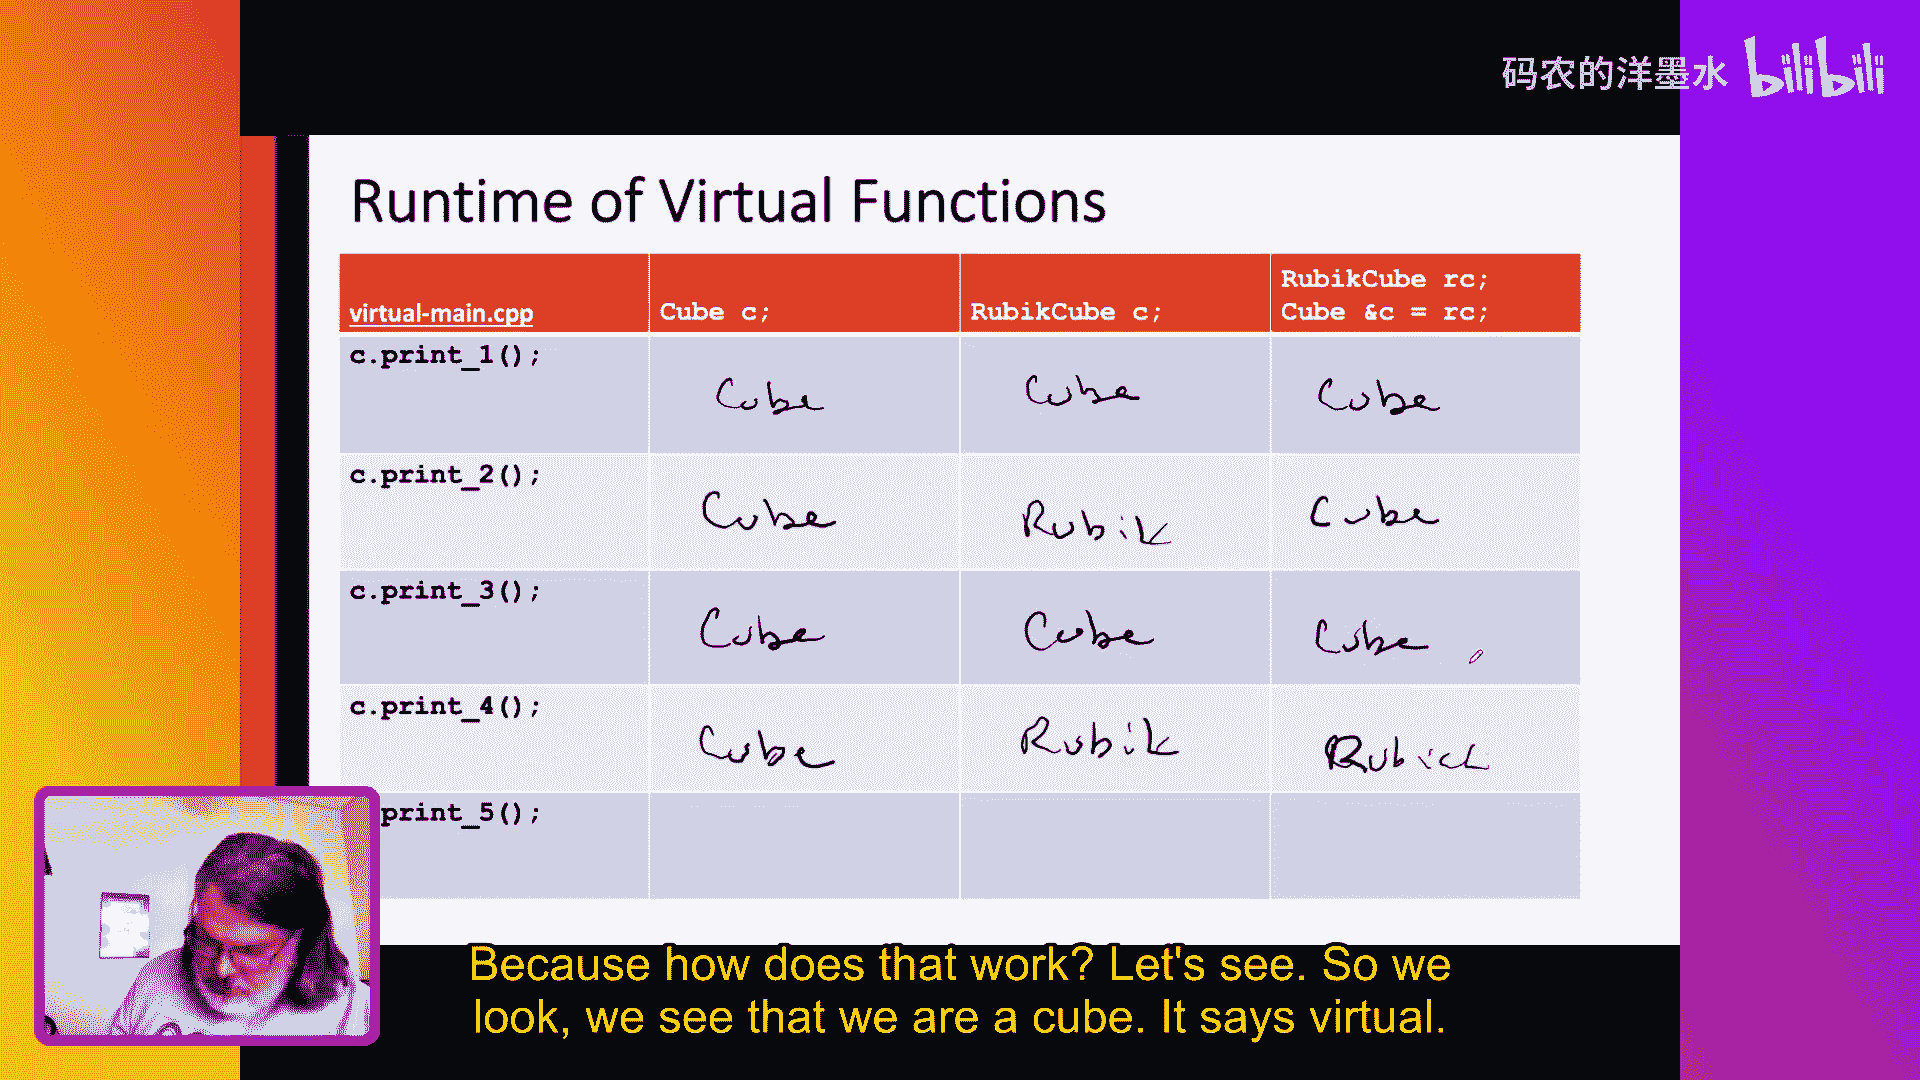 码农的洋墨水 bilibili
Runtime of Virtual Functions
virtual-main.cpp
Cube c;
RubikCube c;
RubikCube rc;
Cube &c = rc;
c.print_1();
Cube
Cube
Cube
c.print_2();
Cube
Rubik
Cube
c.print_3();
Cube
Cube
Cube
c.print_4();
Cube
Rubik
Rubick
print_5();
Because how does that work? Let's see. So we
look, we see that we are a cube. It says virtual.